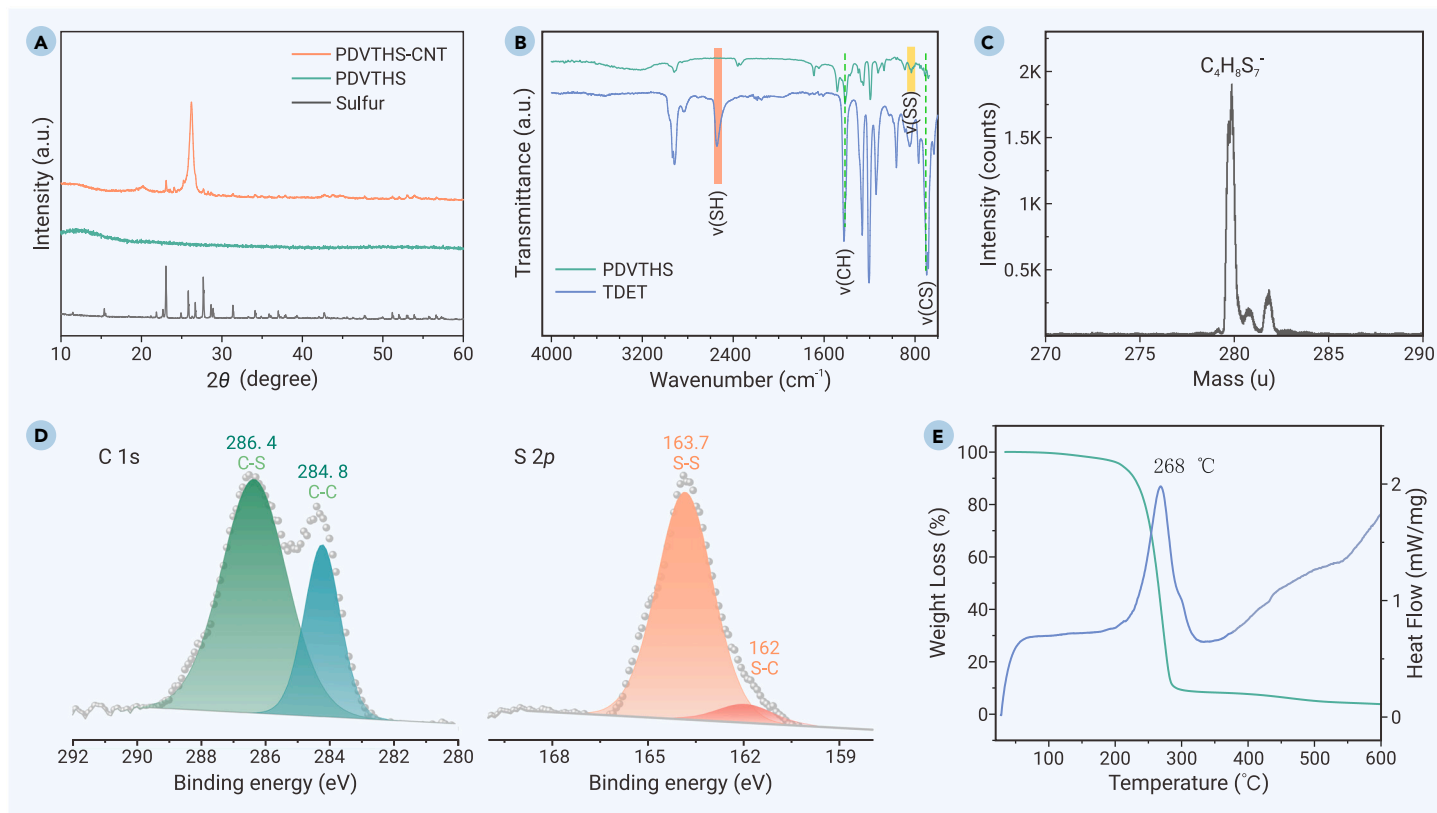 A
PDVTHS-CNT
PDVTHS
Sulfur
Intensity (a.u.)
10 20 30 40 50 60
2θ (degree)
B
ν(SH)
ν(CH)
ν(SS)
ν(CS)
PDVTHS
TDET
Transmittance (a.u.)
4000 3200 2400 1600 800
Wavenumber (cm⁻¹)
C
C₄H₈S₇⁻
2K
1.5K
1K
0.5K
Intensity (counts)
270 275 280 285 290
Mass (u)
D
C 1s
286. 4
C-S
284. 8
C-C
292 290 288 286 284 282 280
Binding energy (eV)
S 2p
163.7
S-S
162
S-C
168 165 162 159
Binding energy (eV)
E
268 ℃
100
80
60
40
20
0
Weight Loss (%)
2
1
0
Heat Flow (mW/mg)
100 200 300 400 500 600
Temperature (℃)